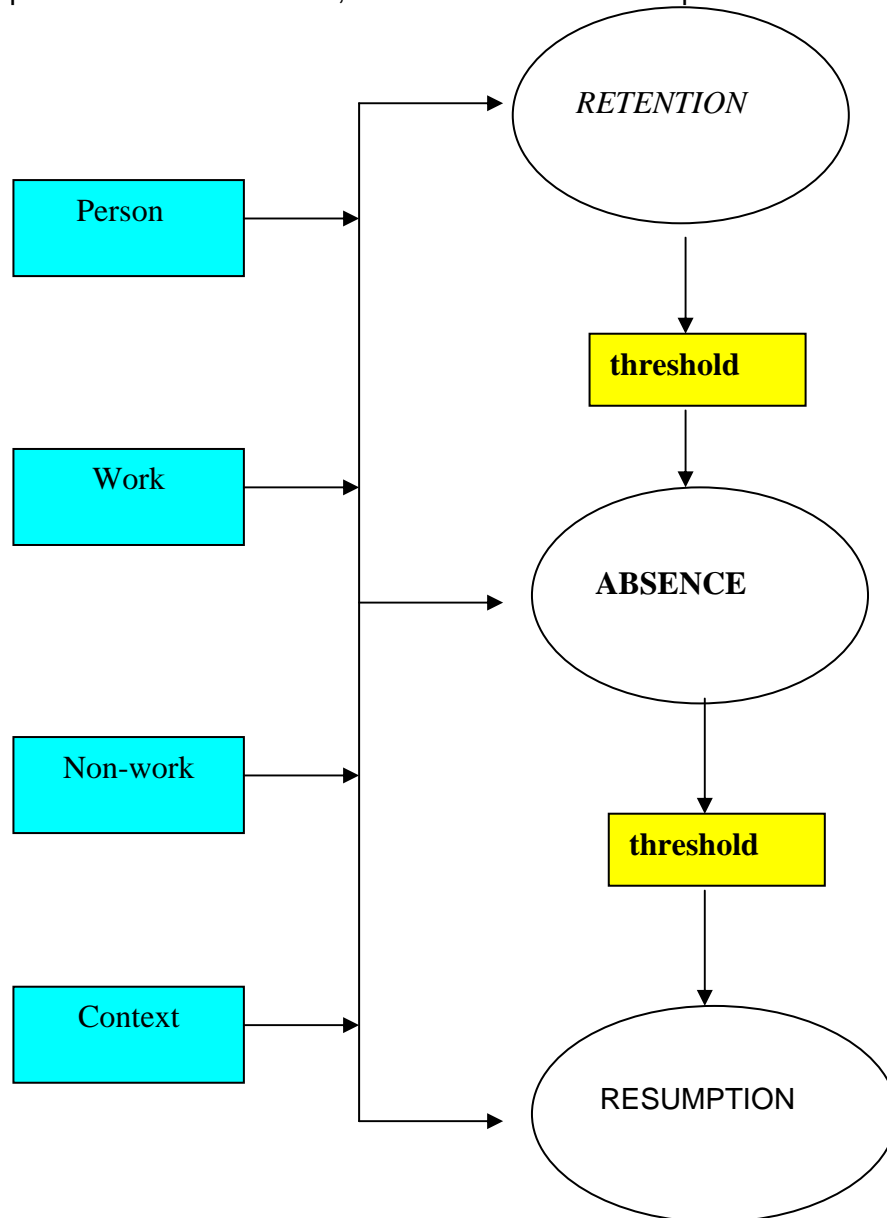 RETENTION
Person
threshold
Work
ABSENCE
Non-work
threshold
Context
RESUMPTION